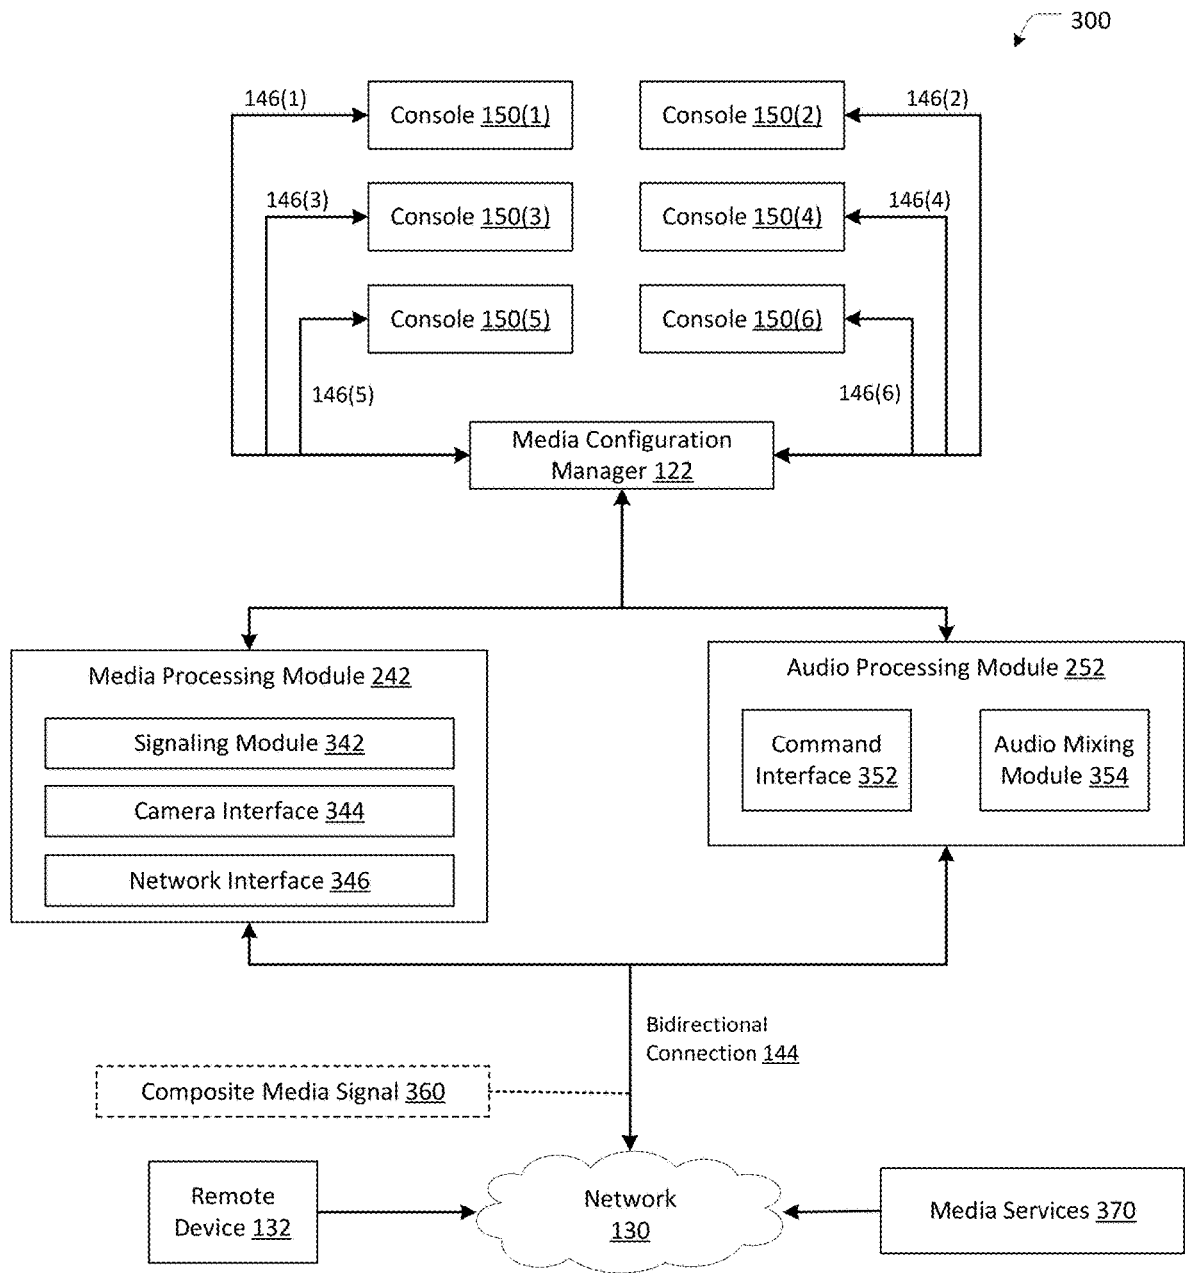 300
146(1)
Console 150(1)
Console 150(2)
146(2)
146(3)
Console 150(3)
Console 150(4)
146(4)
Console 150(5)
Console 150(6)
146(5)
146(6)
Media Configuration
Manager 122
Media Processing Module 242
Signaling Module 342
Camera Interface 344
Network Interface 346
Audio Processing Module 252
Command
Interface 352
Audio Mixing
Module 354
Bidirectional
Connection 144
Composite Media Signal 360
Remote
Device 132
Network
130
Media Services 370